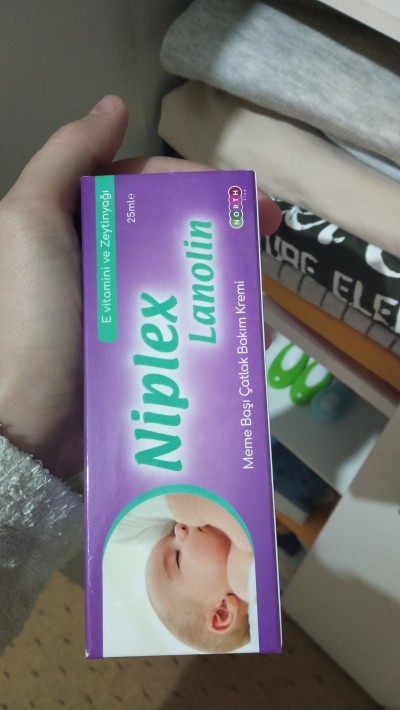 E vitamini ve Zeytinyağı
25ml e
Niplex
Lanolin
Meme Başı Çatlak Bakım Kremi
NORTH